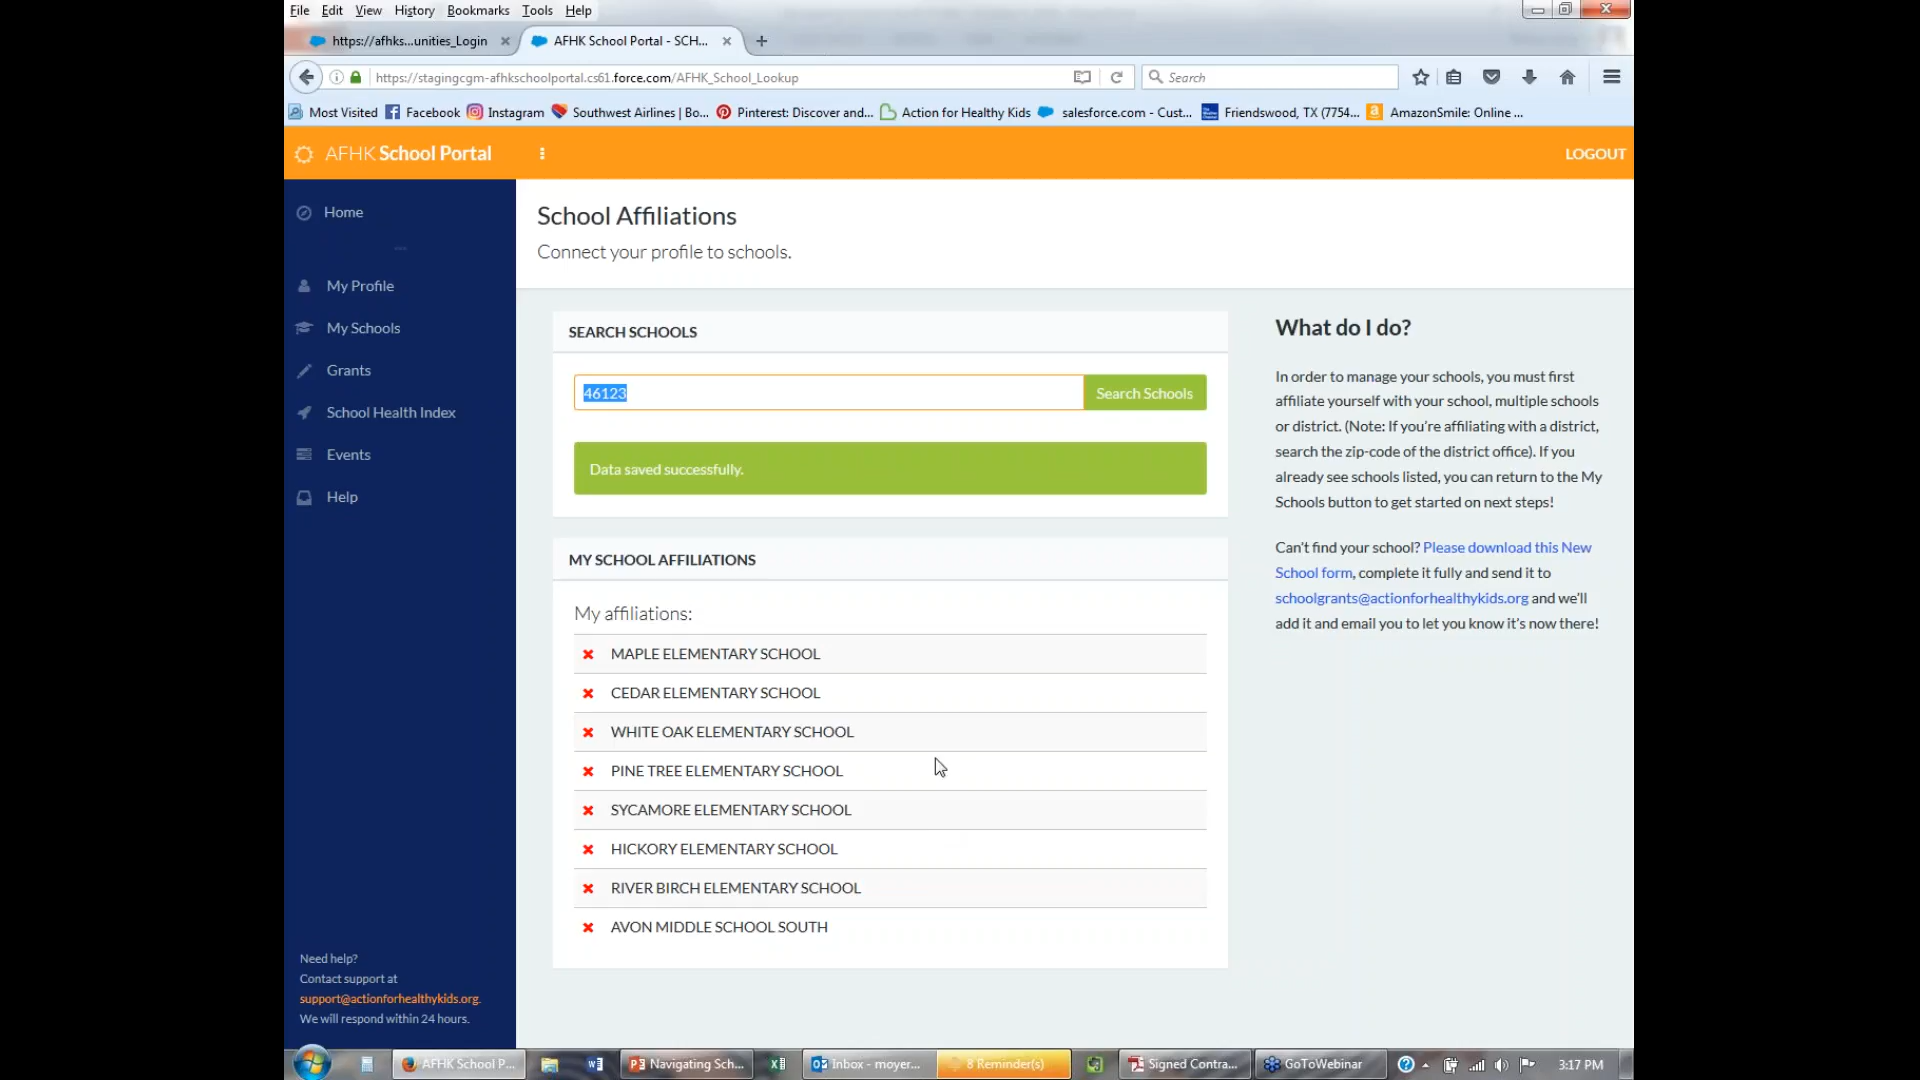 File Edit View History Bookmarks Tools Help
https://afhks...unities_Login AFHK School Portal - SCH...
https://stagingcgm-afhkschoolportal.cs61.force.com/AFHK_School_Lookup Search
Most Visited Facebook Instagram Southwest Airlines | Bo... Pinterest: Discover and... Action for Healthy Kids salesforce.com - Cust... Friendswood, TX (7754... AmazonSmile: Online ...
AFHK School Portal LOGOUT
Home
My Profile
My Schools
Grants
School Health Index
Events
Help
Need help?
Contact support at
support@actionforhealthykids.org.
We will respond within 24 hours.
School Affiliations
Connect your profile to schools.
SEARCH SCHOOLS
46123 Search Schools
Data saved successfully.
MY SCHOOL AFFILIATIONS
My affiliations:
MAPLE ELEMENTARY SCHOOL
CEDAR ELEMENTARY SCHOOL
WHITE OAK ELEMENTARY SCHOOL
PINE TREE ELEMENTARY SCHOOL
SYCAMORE ELEMENTARY SCHOOL
HICKORY ELEMENTARY SCHOOL
RIVER BIRCH ELEMENTARY SCHOOL
AVON MIDDLE SCHOOL SOUTH
What do I do?
In order to manage your schools, you must first
affiliate yourself with your school, multiple schools
or district. (Note: If you're affiliating with a district,
search the zip-code of the district office). If you
already see schools listed, you can return to the My
Schools button to get started on next steps!
Can't find your school? Please download this New
School form, complete it fully and send it to
schoolgrants@actionforhealthykids.org and we'll
add it and email you to let you know it's now there!
AFHK School P... Navigating Sch... Inbox - moyer... 8 Reminder(s) Signed Contra... GoToWebinar 3:17 PM